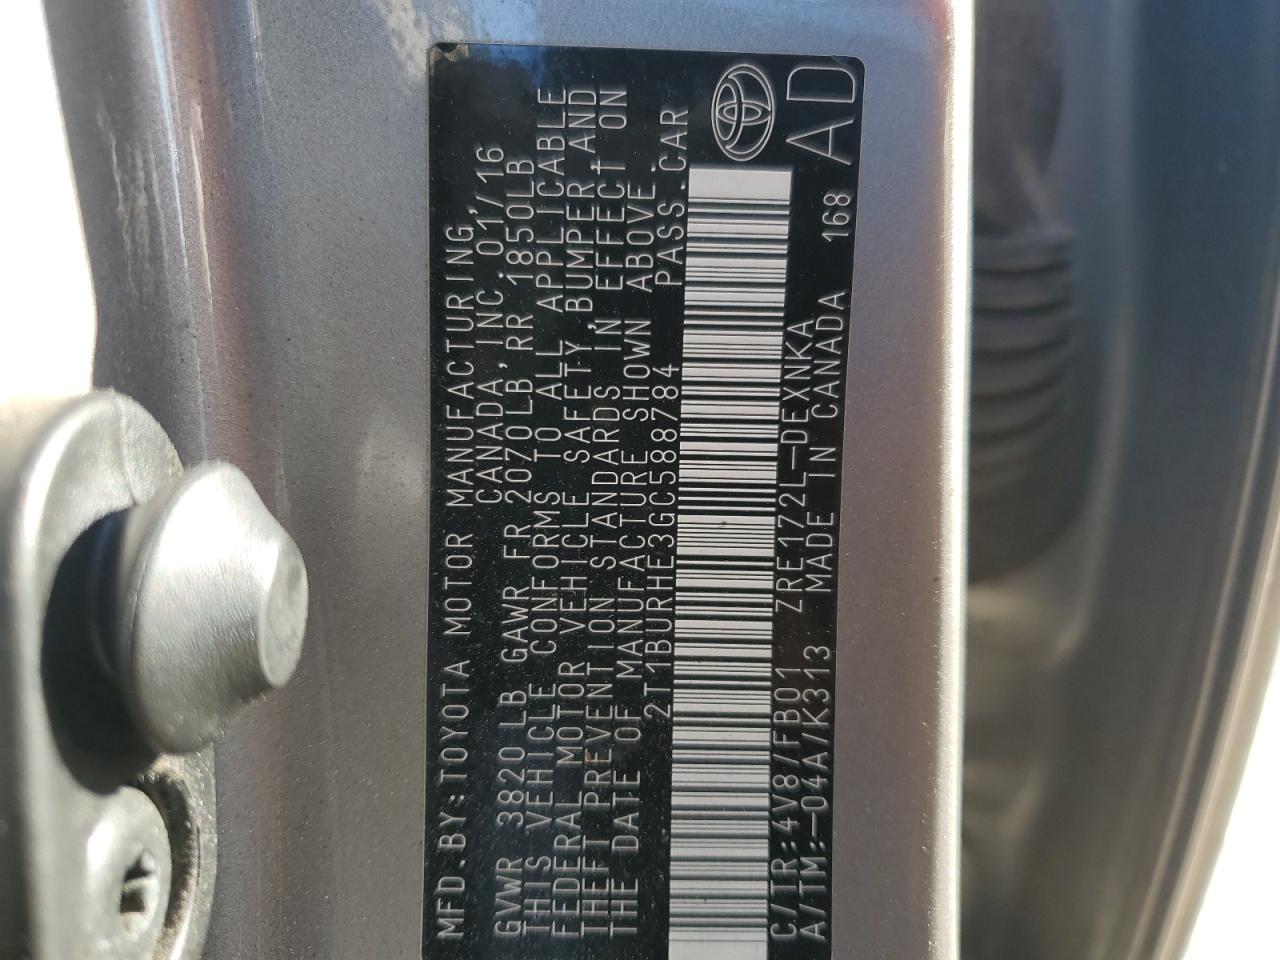 MFD.BY:TOYOTA MOTOR MANUFACTURING,
CANADA,INC.01/16
GVWR 3820LB GAWR FR 2070LB,RR 1850LB
THIS VEHICLE CONFORMS TO ALL APPLICABLE
FEDERAL MOTOR VEHICLE SAFETY,BUMPER,AND
THEFT PREVENTION STANDARDS IN EFFECT ON
THE DATE OF MANUFACTURE SHOWN ABOVE.
2T1BURHE3GC588784 PASS.CAR
C/TR:4V8/FB01 ZRE172L-DEXNKA
A/TM:-04A/K313 MADE IN CANADA 168
AD